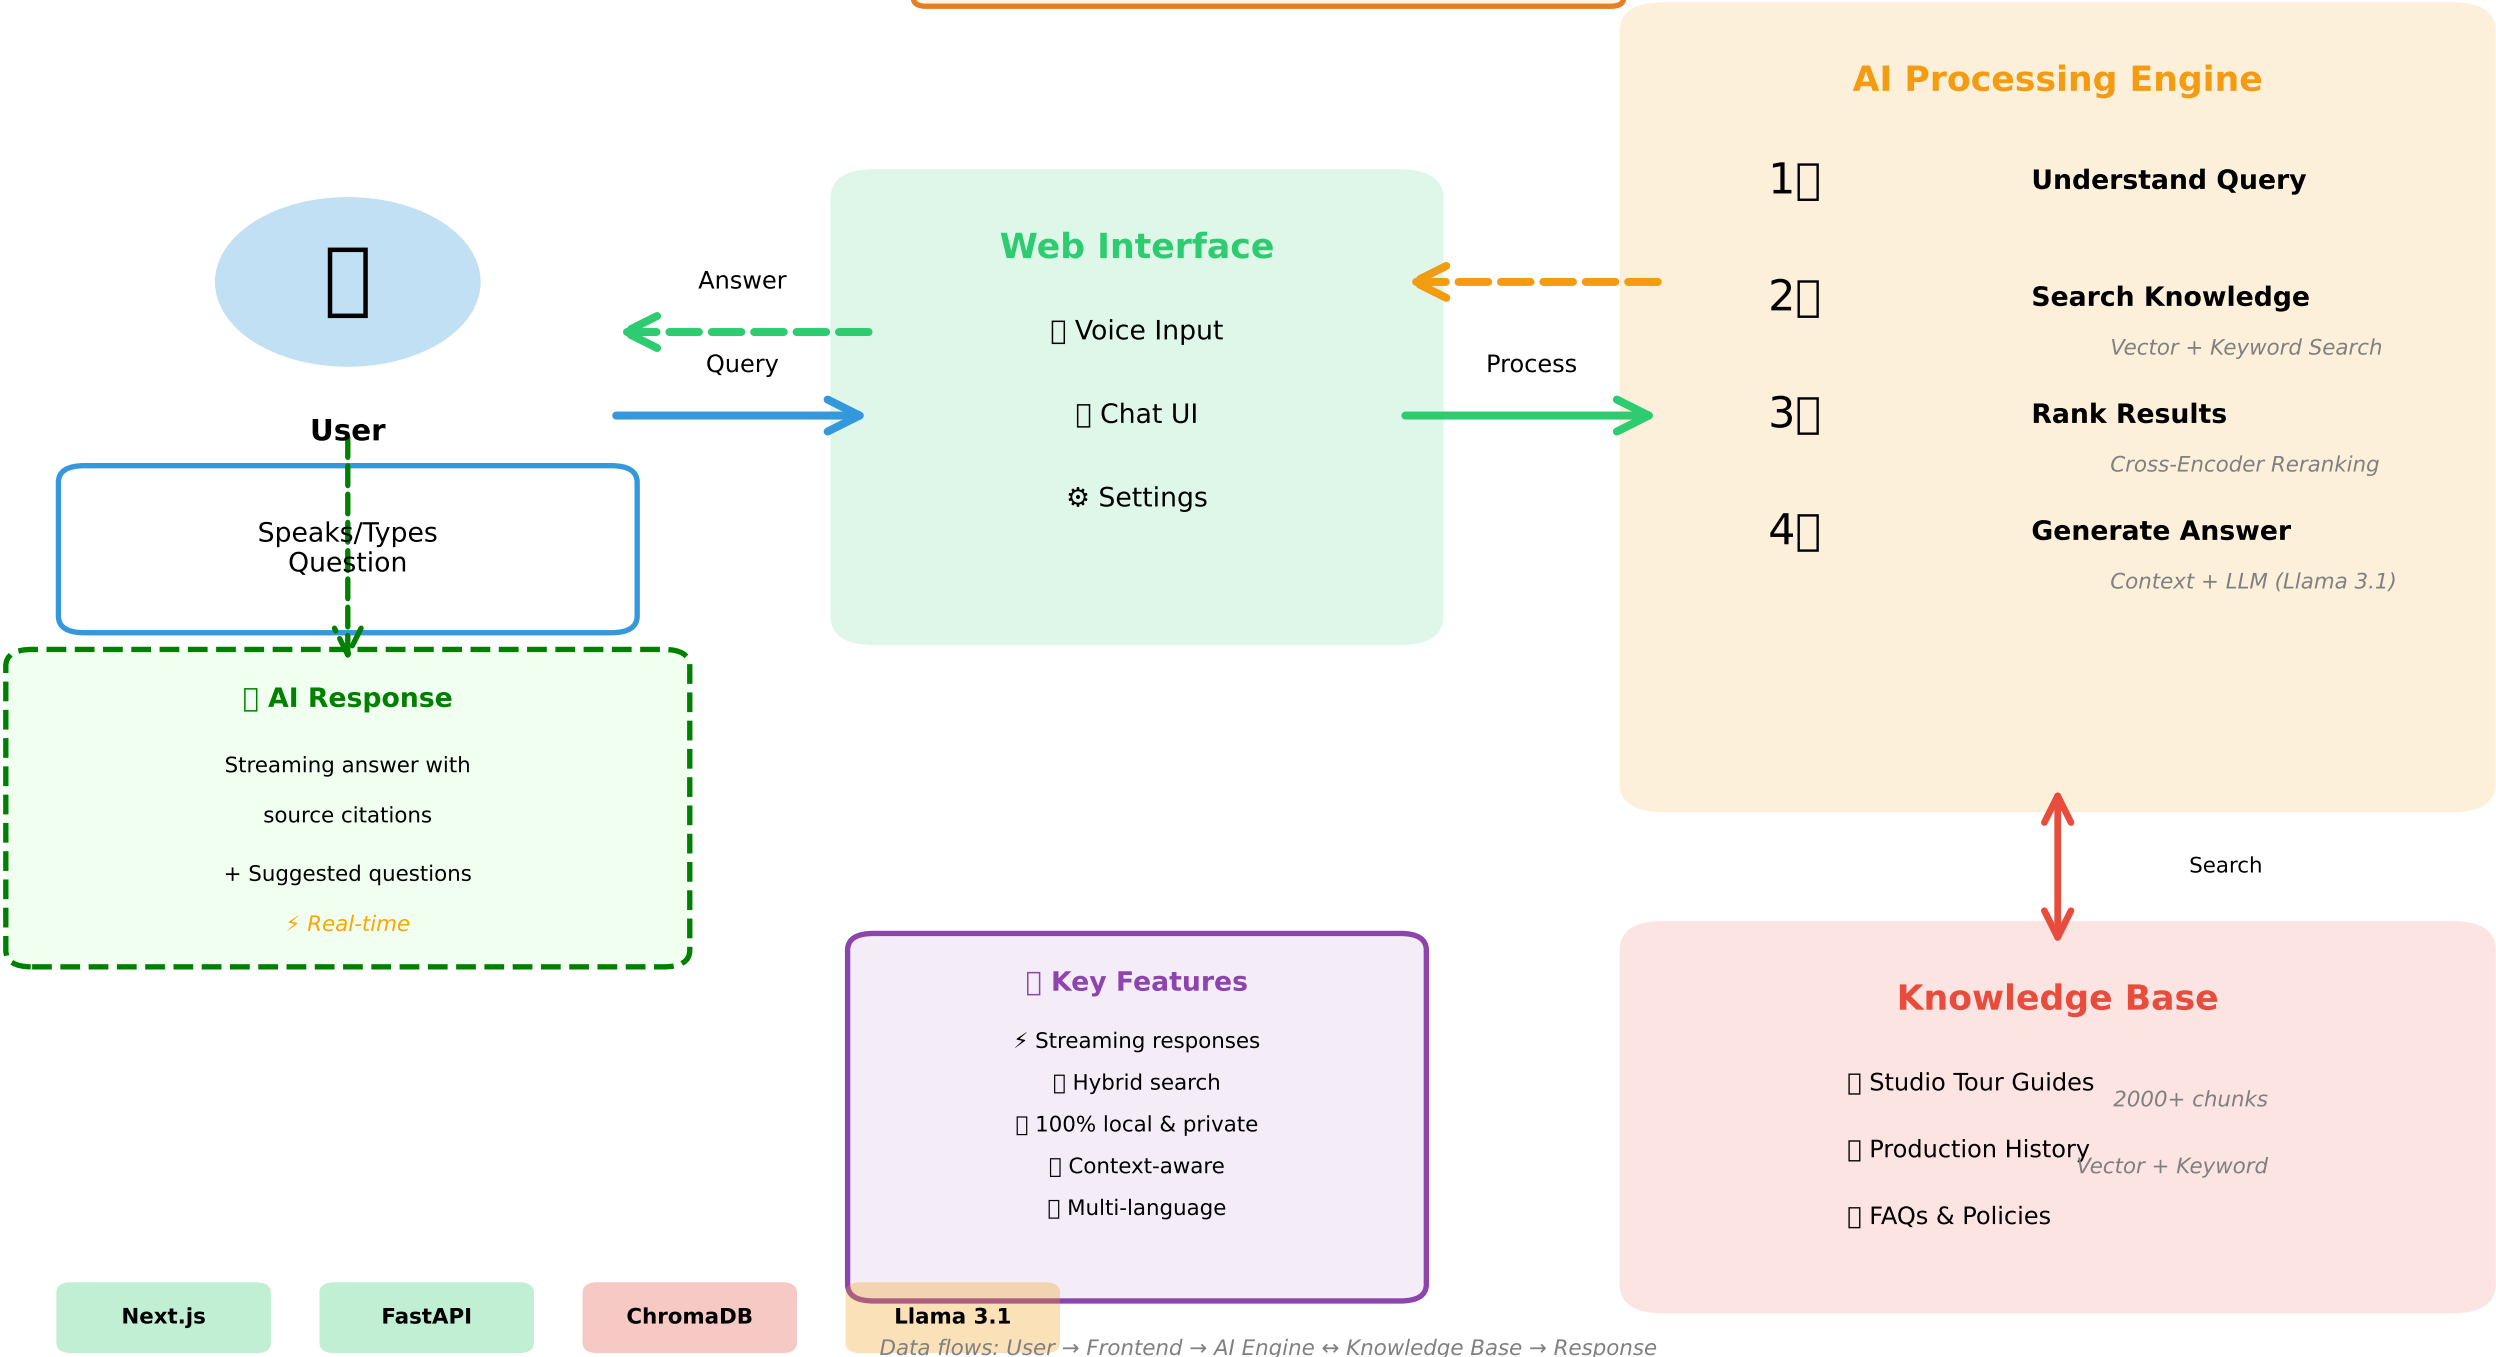 AI Processing Engine
1
Understand Query
2
Search Knowledge
Vector + Keyword Search
3
Rank Results
Cross-Encoder Reranking
4
Generate Answer
Context + LLM (Llama 3.1)
Web Interface
Voice Input
Chat UI
⚙ Settings
Answer
Query
Process
User
Speaks/Types
Question
AI Response
Streaming answer with
source citations
+ Suggested questions
⚡ Real-time
Search
Key Features
⚡ Streaming responses
Hybrid search
100% local & private
Context-aware
Multi-language
Knowledge Base
Studio Tour Guides
2000+ chunks
Production History
Vector + Keyword
FAQs & Policies
Next.js
FastAPI
ChromaDB
Llama 3.1
Data flows: User → Frontend → AI Engine ↔ Knowledge Base → Response